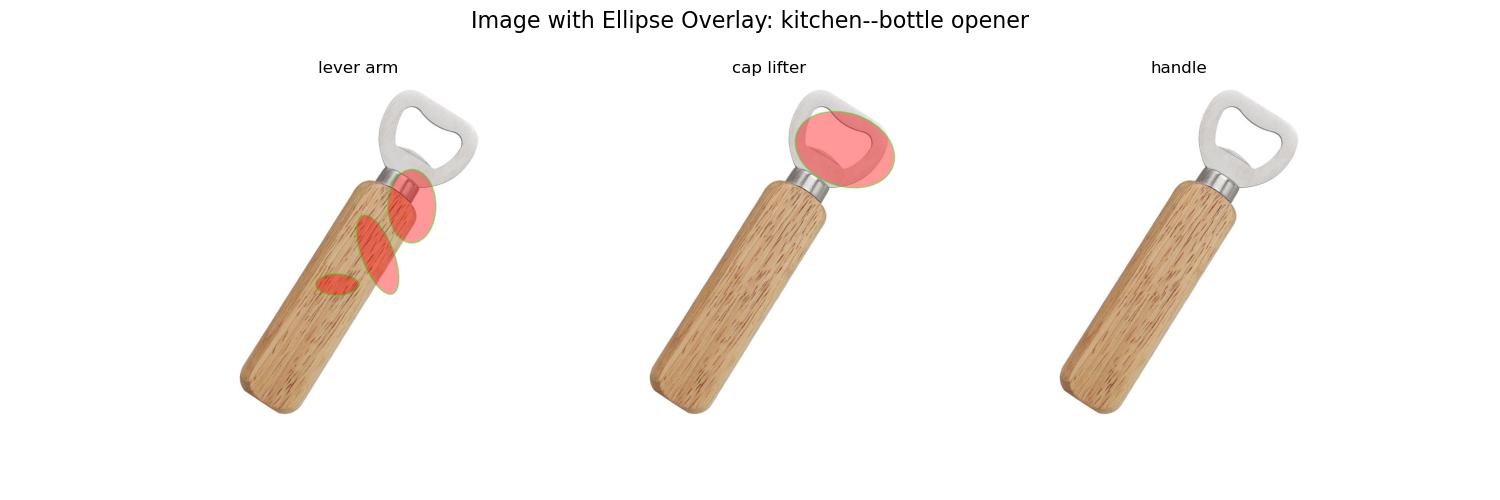 Image with Ellipse Overlay: kitchen--bottle opener
lever arm
cap lifter
handle